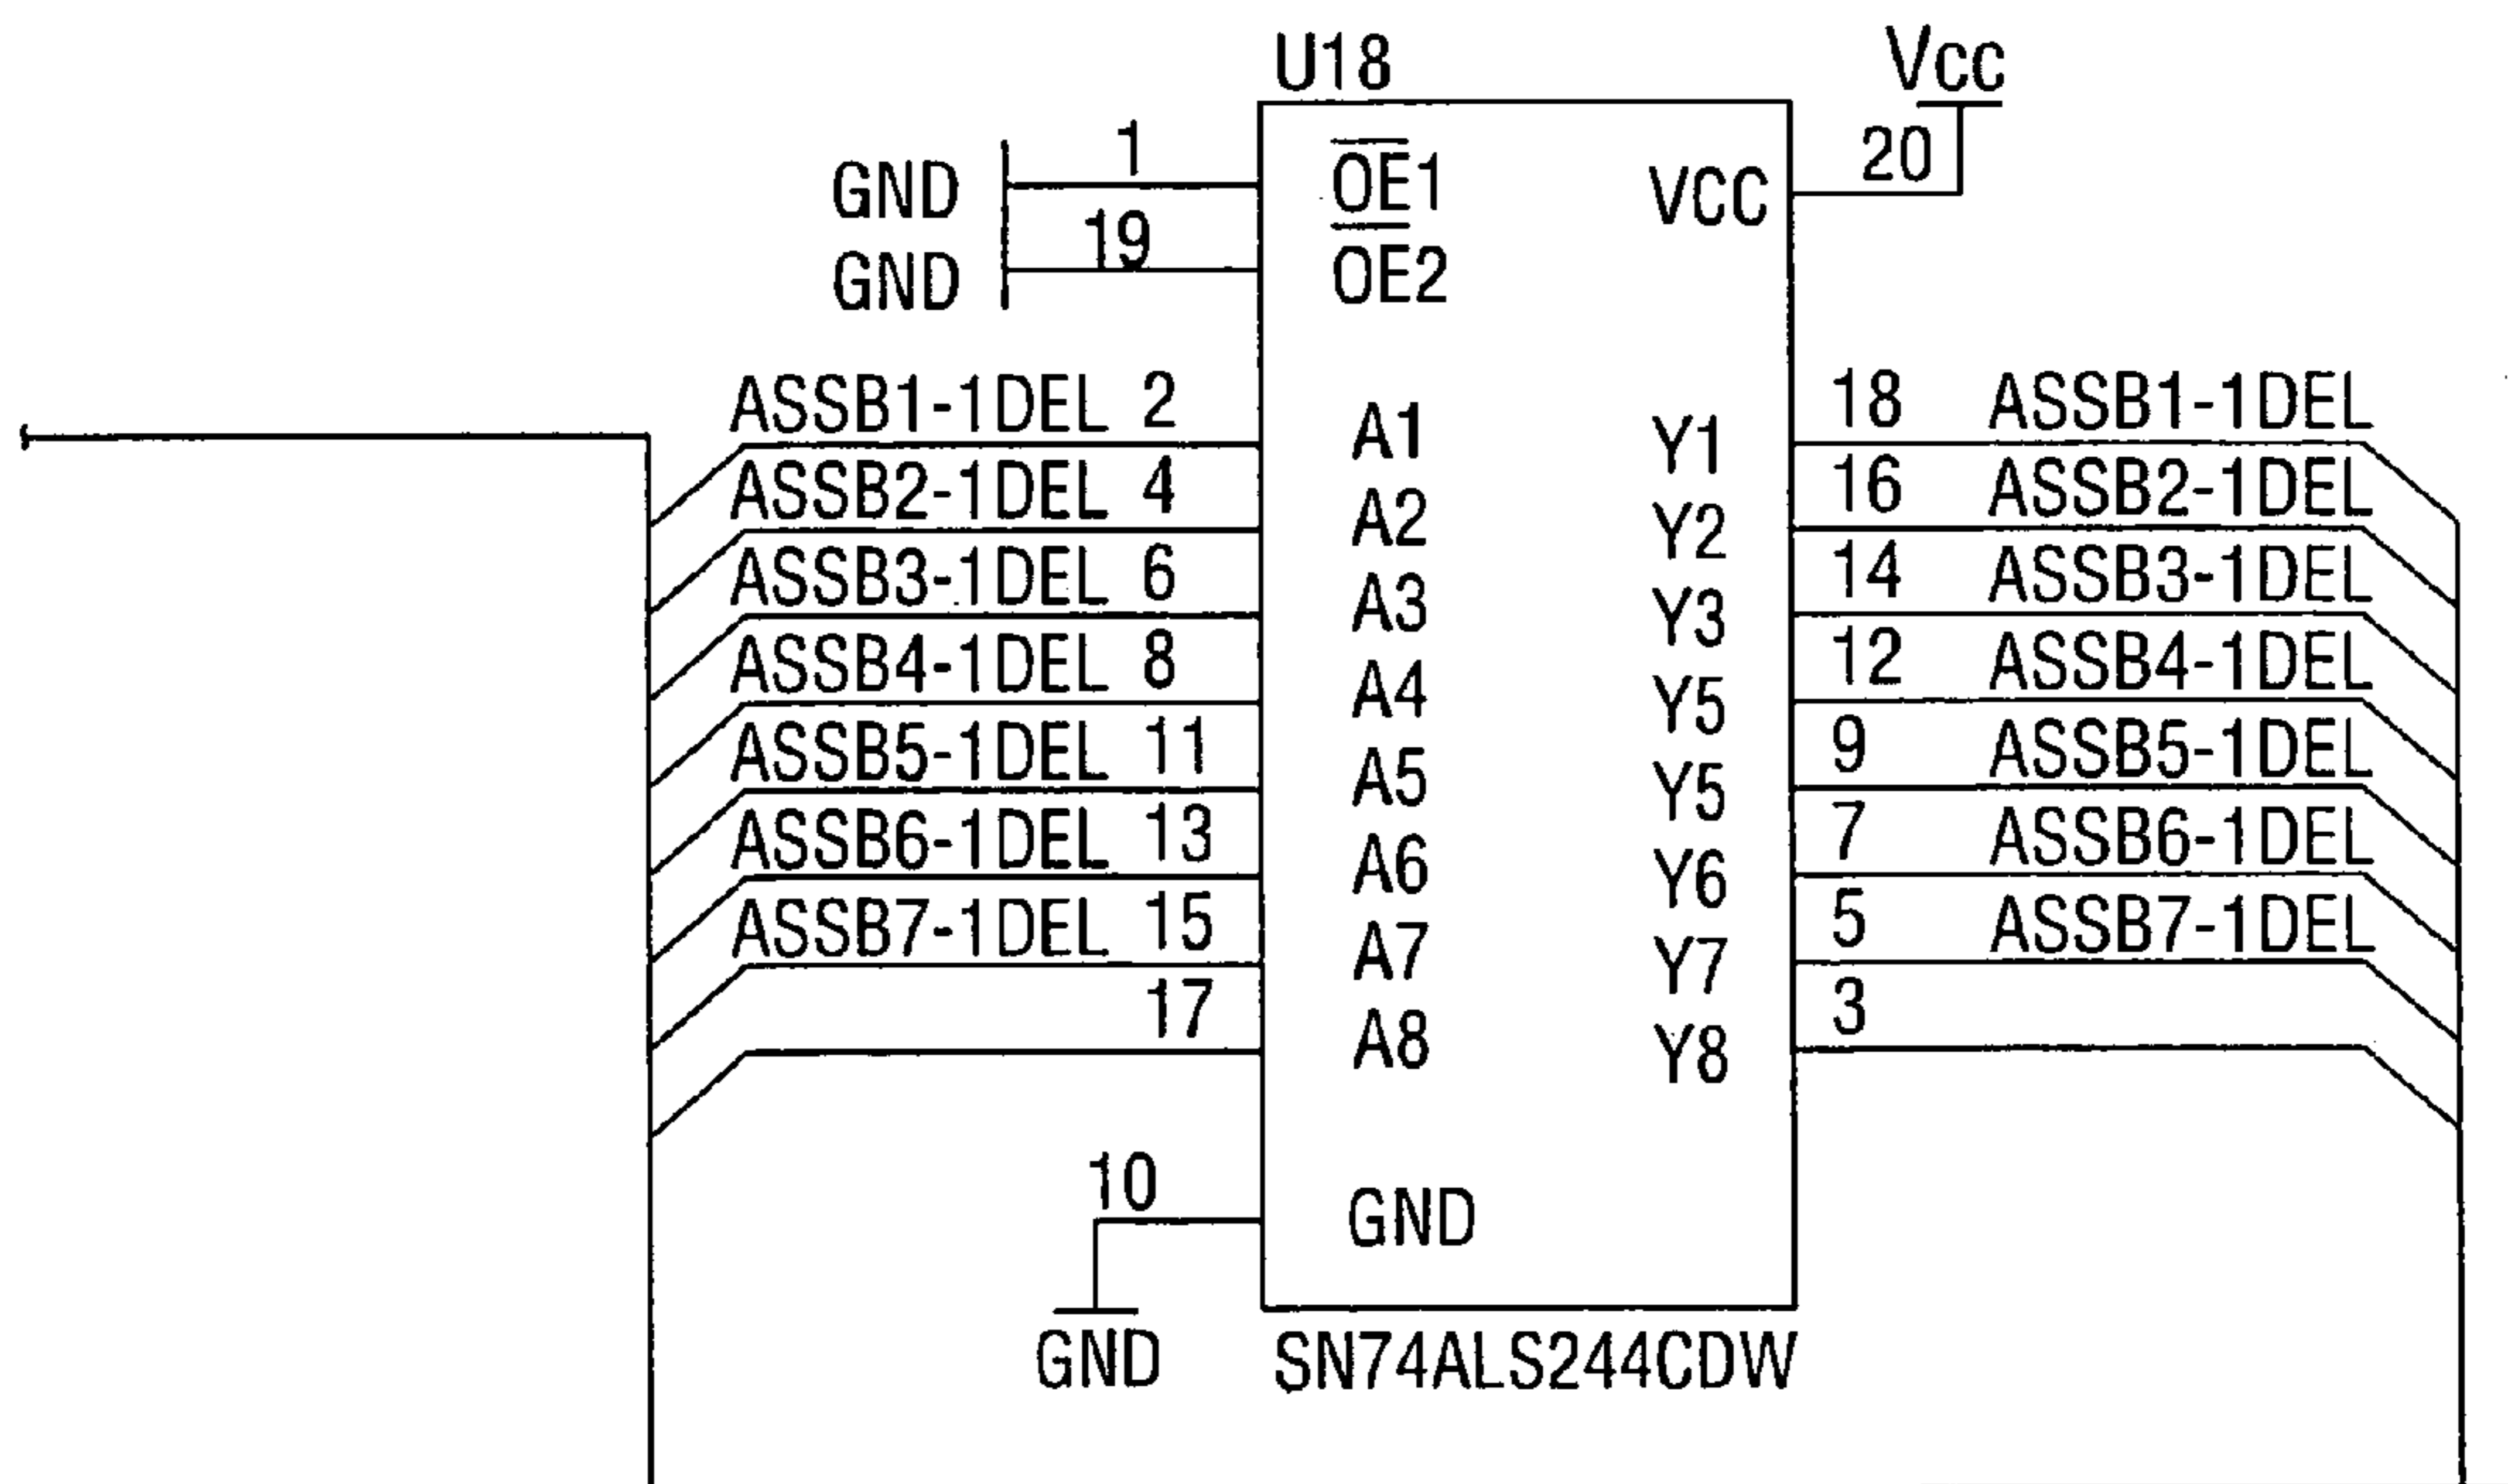 U18
Vcc
1
20
GND
OE1
VCC
19
GND
OE2
ASSB1-1DEL 2
A1
Y1
18 ASSB1-1DEL
ASSB2-1DEL 4
A2
Y2
16 ASSB2-1DEL
ASSB3-1DEL 6
A3
Y3
14 ASSB3-1DEL
ASSB4-1DEL 8
A4
Y5
12 ASSB4-1DEL
ASSB5-1DEL 11
A5
Y5
9 ASSB5-1DEL
ASSB6-1DEL 13
A6
Y6
7 ASSB6-1DEL
ASSB7-1DEL 15
A7
Y7
5 ASSB7-1DEL
17
A8
Y8
3
10
GND
GND
SN74ALS244CDW